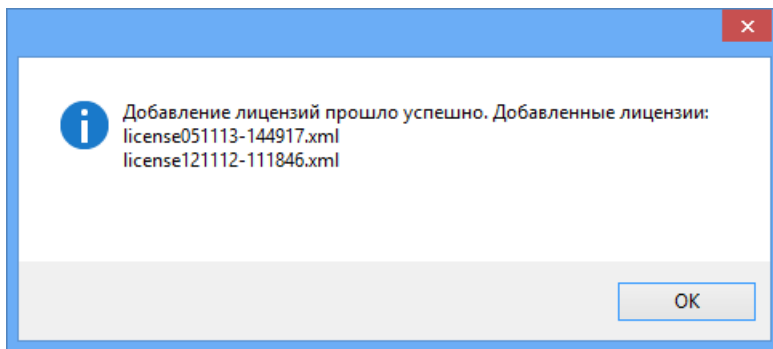 Добавление лицензий прошло успешно. Добавленные лицензии:
license051113-144917.xml
license121112-111846.xml
OK